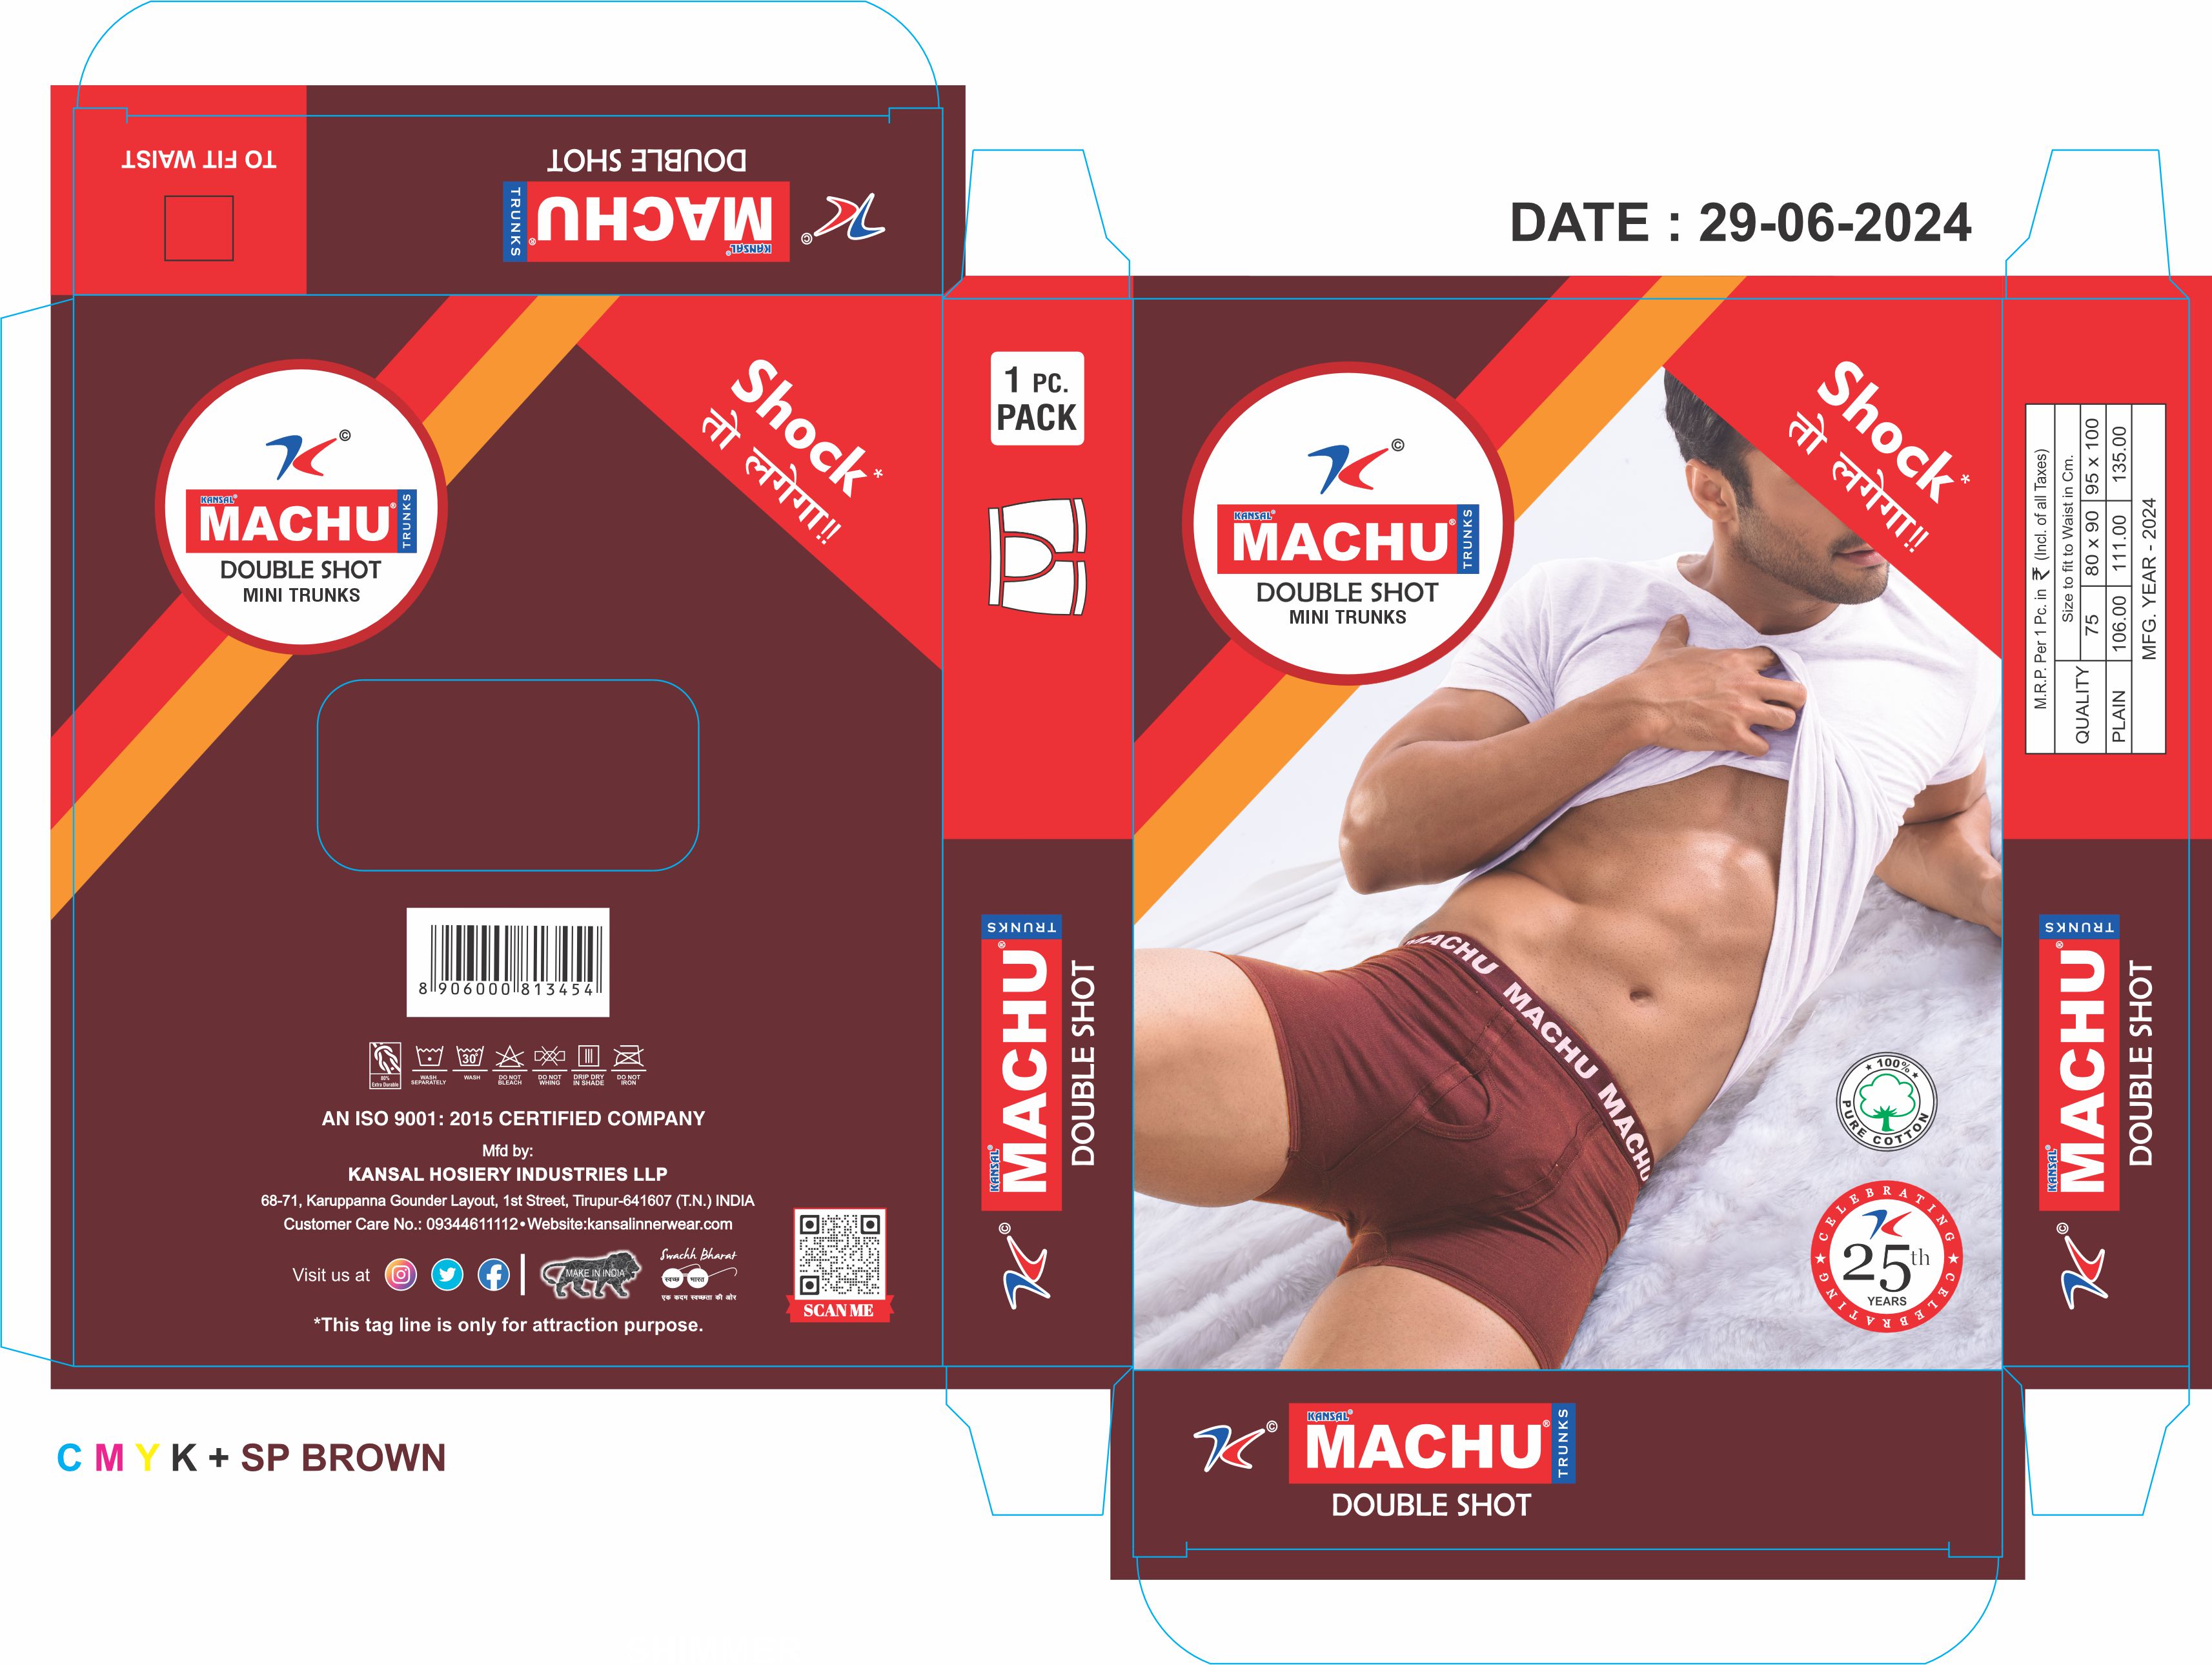 TO FIT WAIST
DOUBLE SHOT
KANSAL®
MACHU®
TRUNKS
©
DATE : 29-06-2024
©
KANSAL®
MACHU®
TRUNKS
DOUBLE SHOT
MINI TRUNKS
Shock*
तो लगेगा!!
1 PC.
PACK
©
KANSAL®
MACHU®
TRUNKS
DOUBLE SHOT
MINI TRUNKS
Shock*
तो लगेगा!!
M.R.P. Per 1 Pc. in ₹ (Incl. of all Taxes)
QUALITY
Size to fit to Waist in Cm.
75 80 x 90 95 x 100
PLAIN 106.00 111.00 135.00
MFG. YEAR - 2024
8 906000 813454
80%
Extra Durable
WASH
SEPARATELY
30°
WASH
DO NOT
BLEACH
DO NOT
WHING
DRIP DRY
IN SHADE
DO NOT
IRON
AN ISO 9001: 2015 CERTIFIED COMPANY
Mfd by:
KANSAL HOSIERY INDUSTRIES LLP
68-71, Karuppanna Gounder Layout, 1st Street, Tirupur-641607 (T.N.) INDIA
Customer Care No.: 09344611112•Website:kansalinnerwear.com
Visit us at
MAKE IN INDIA
Swachh Bharat
स्वच्छ भारत
एक कदम स्वच्छता की ओर
SCAN ME
*This tag line is only for attraction purpose.
KANSAL®
MACHU®
TRUNKS
DOUBLE SHOT
©
MACHU MACHU MACHU MACHU
★ 100% ★
PURE COTTON
CELEBRATING ★ CELEBRATING ★
25th
YEARS
KANSAL®
MACHU®
TRUNKS
DOUBLE SHOT
©
©
KANSAL®
MACHU®
TRUNKS
DOUBLE SHOT
C M Y K + SP BROWN